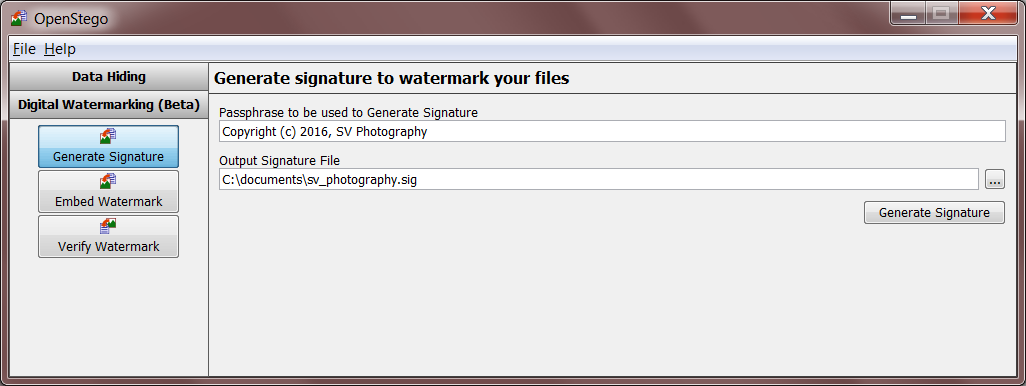 OpenStego
File Help
Data Hiding
Digital Watermarking (Beta)
Generate Signature
Embed Watermark
Verify Watermark
Generate signature to watermark your files
Passphrase to be used to Generate Signature
Copyright (c) 2016, SV Photography
Output Signature File
C:\documents\sv_photography.sig
...
Generate Signature